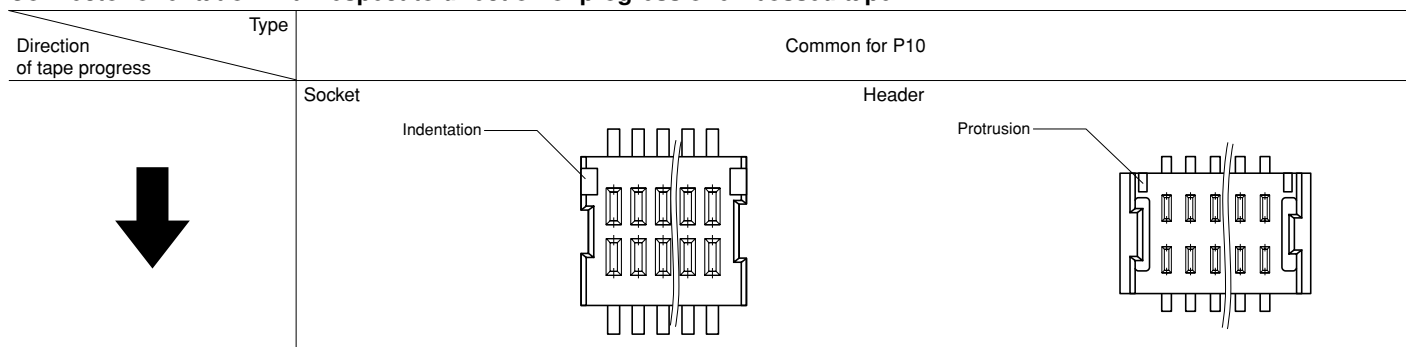 Type
Direction
of tape progress
Common for P10
Socket
Header
Indentation
Protrusion